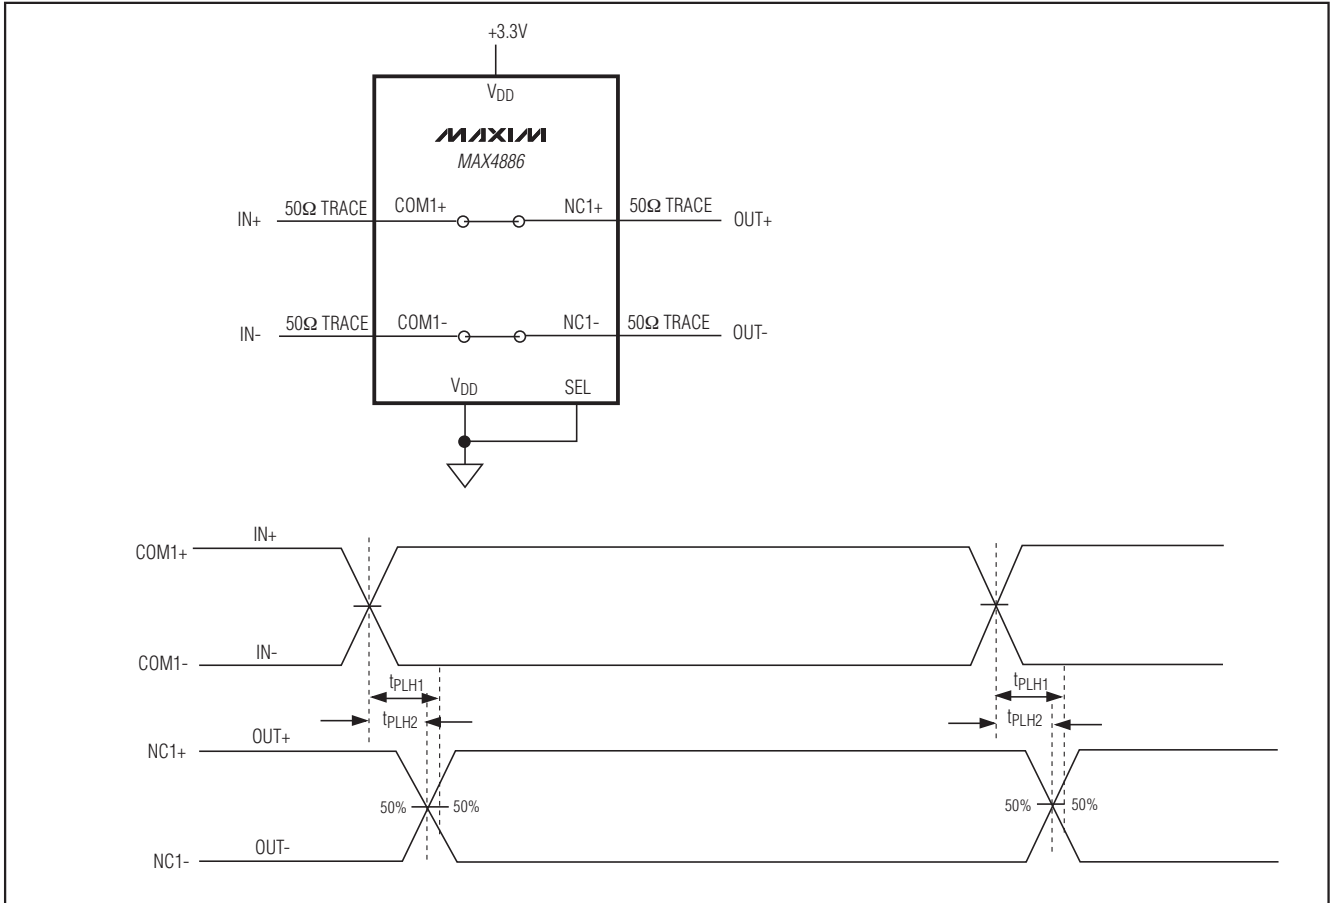 +3.3V
VDD
MAXIM
MAX4886
IN+ 50Ω TRACE COM1+ NC1+ 50Ω TRACE OUT+
IN- 50Ω TRACE COM1- NC1- 50Ω TRACE OUT-
VDD SEL
COM1+ IN+
COM1- IN-
tPLH1 tPLH1
tPLH2 tPLH2
NC1+ OUT+
50% 50% 50% 50%
NC1- OUT-